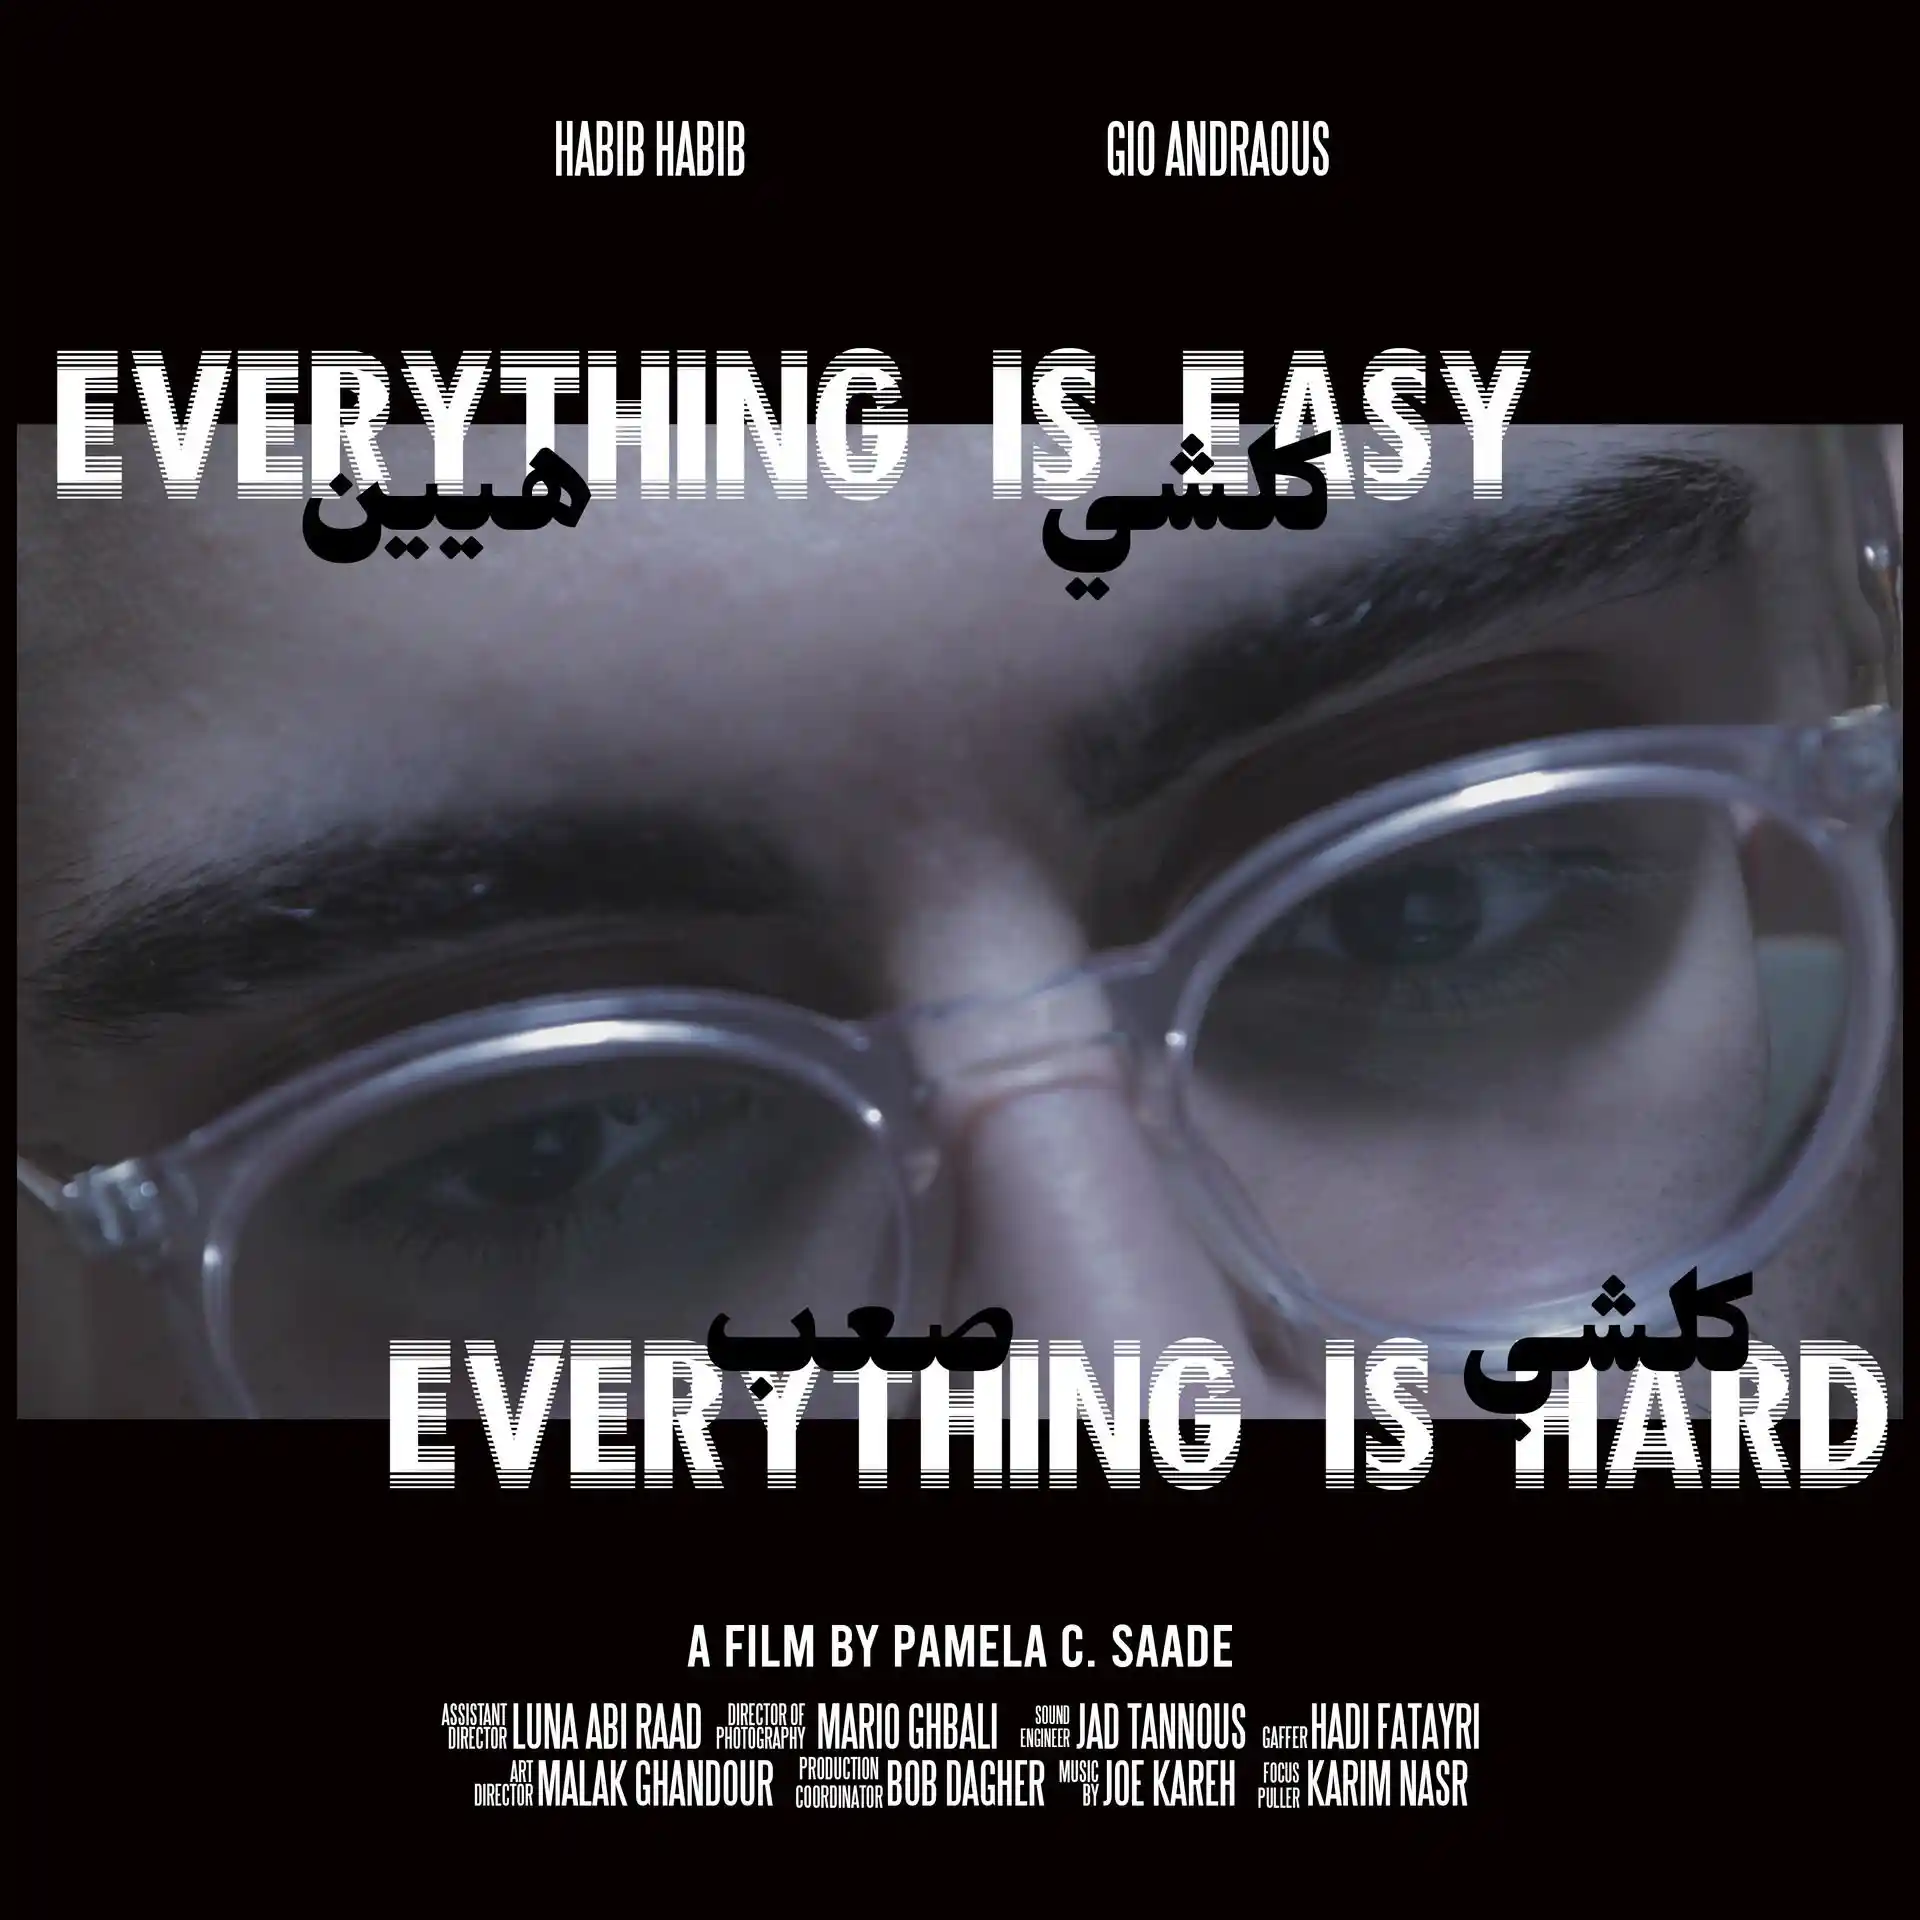 HABIB HABIB GIO ANDRAOUS
EVERYTHING IS EASY
كلشي هيين
كلشي صعب
EVERYTHING IS HARD
A FILM BY PAMELA C. SAADE
ASSISTANT DIRECTOR LUNA ABI RAAD DIRECTOR OF PHOTOGRAPHY MARIO GHBALI SOUND ENGINEER JAD TANNOUS GAFFER HADI FATAYRI
ART DIRECTOR MALAK GHANDOUR PRODUCTION COORDINATOR BOB DAGHER MUSIC BY JOE KAREH FOCUS PULLER KARIM NASR